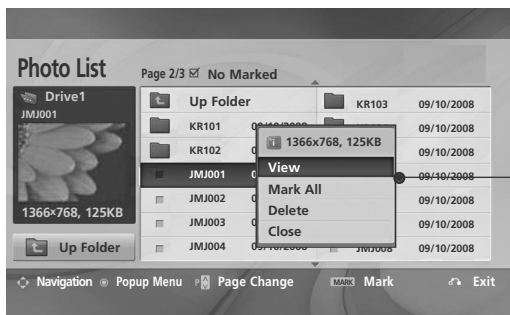 Photo List
Page 2/3 No Marked
Drive1
JMJ001
1366×768, 125KB
Up Folder
Up Folder
KR101
KR102
JMJ001
JMJ002
JMJ003
JMJ004
KR103 09/10/2008
09/10/2008
09/10/2008
09/10/2008
09/10/2008
09/10/2008
JMJ008 09/10/2008
1366x768, 125KB
View
Mark All
Delete
Close
Navigation Popup Menu P Page Change MARK Mark Exit